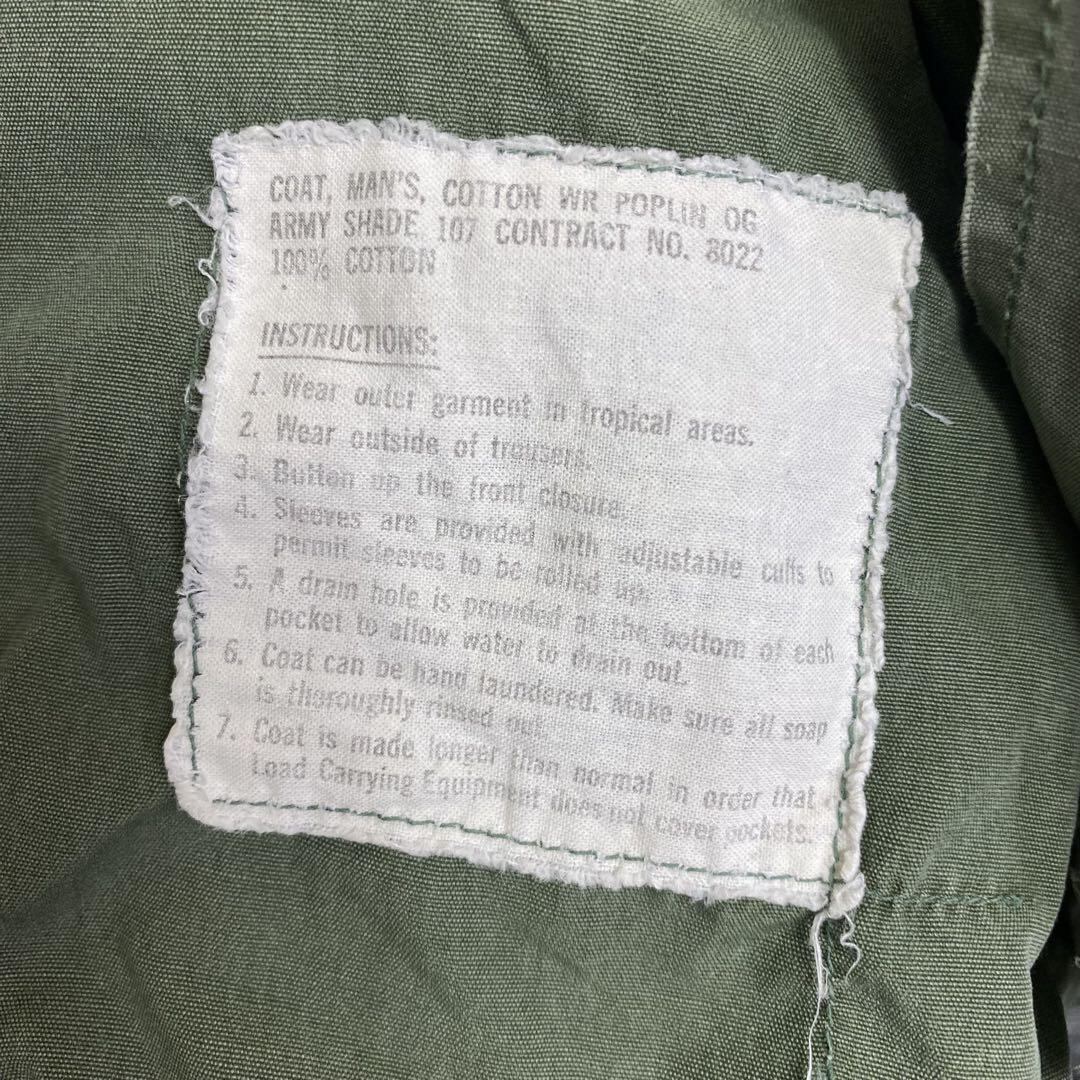 COAT, MAN'S, COTTON WR POPLIN OG
ARMY SHADE 107 CONTRACT NO. 8022
100% COTTON
INSTRUCTIONS:
1. Wear outer garment in tropical areas.
2. Wear outside of trousers.
3. Button up the front closure.
4. Sleeves are provided with adjustable cuffs to
permit sleeves to be rolled up.
5. A drain hole is provided at the bottom of each
pocket to allow water to drain out.
6. Coat can be hand laundered. Make sure all soap
is thoroughly rinsed out.
7. Coat is made longer than normal in order that
Load Carrying Equipment does not cover pockets.